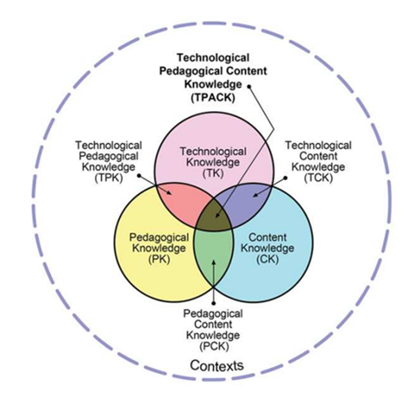 Technological
Pedagogical Content
Knowledge
(TPACK)
Technological
Pedagogical
Knowledge
(TPK)
Technological
Knowledge
(TK)
Technological
Content
Knowledge
(TCK)
Pedagogical
Knowledge
(PK)
Content
Knowledge
(CK)
Pedagogical
Content
Knowledge
(PCK)
Contexts